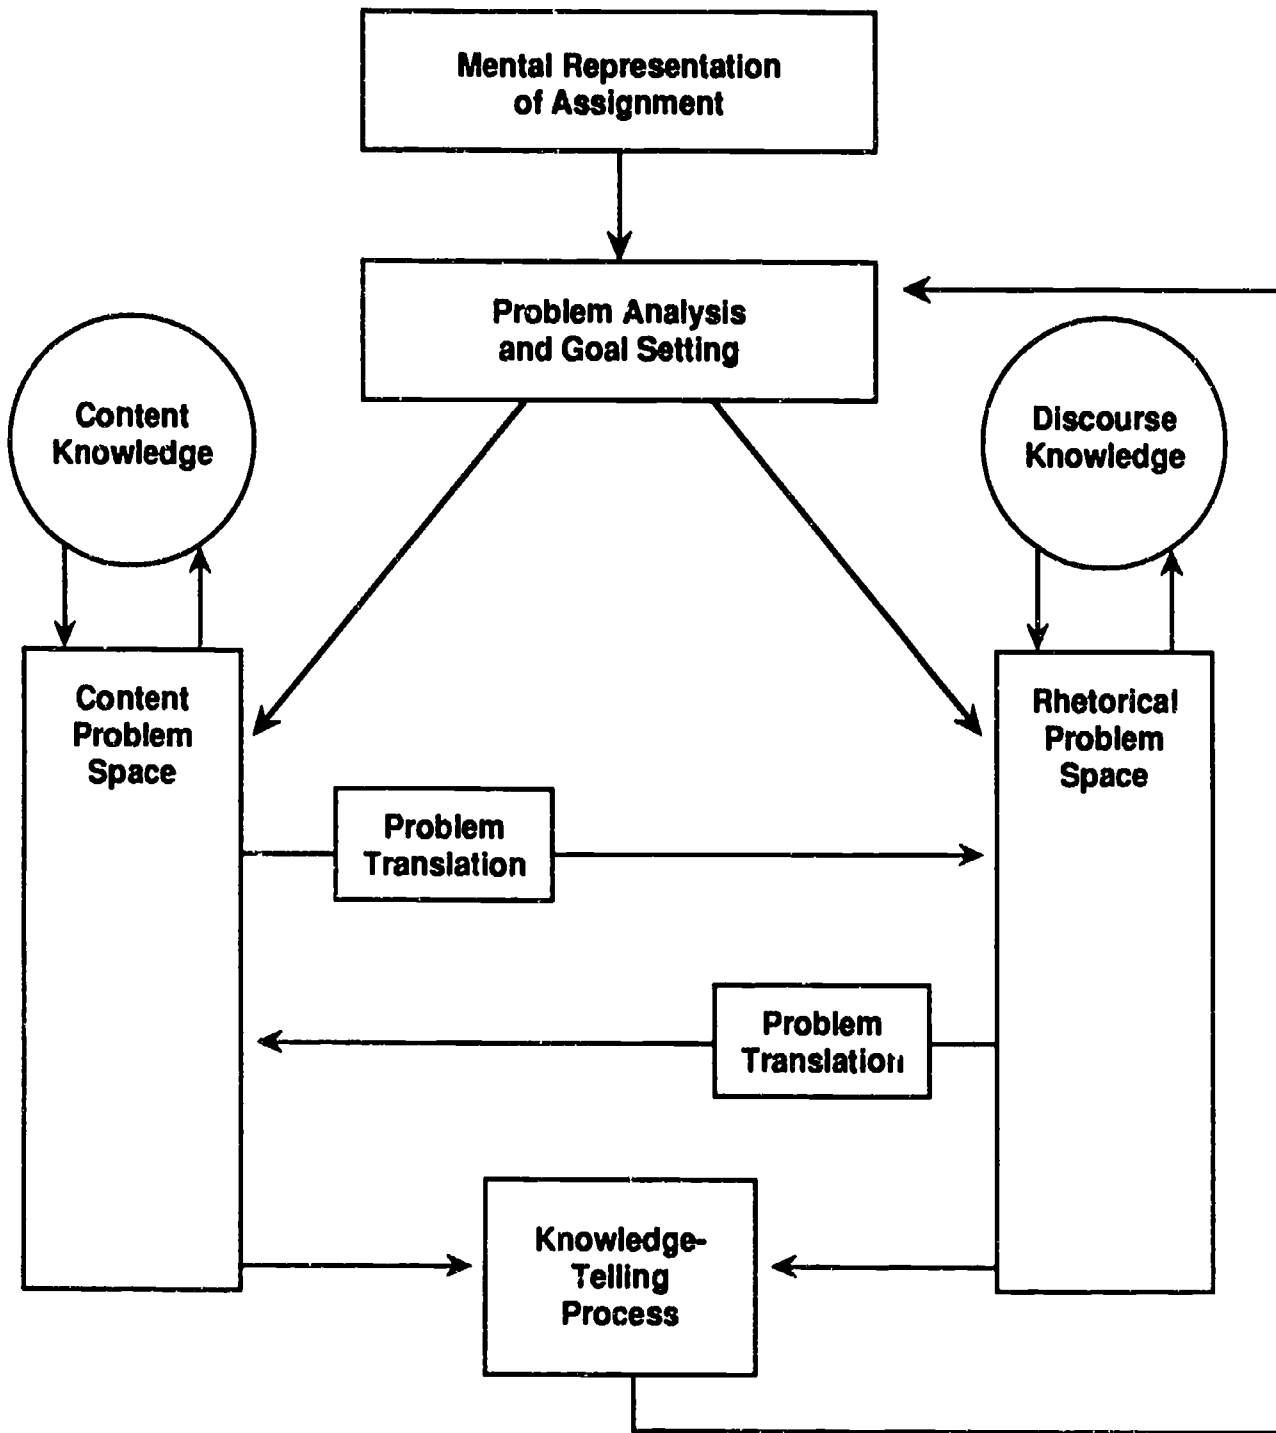 Mental Representation
of Assignment
Problem Analysis
and Goal Setting
Content
Knowledge
Discourse
Knowledge
Content
Problem
Space
Rhetorical
Problem
Space
Problem
Translation
Problem
Translation
Knowledge-
Telling
Process